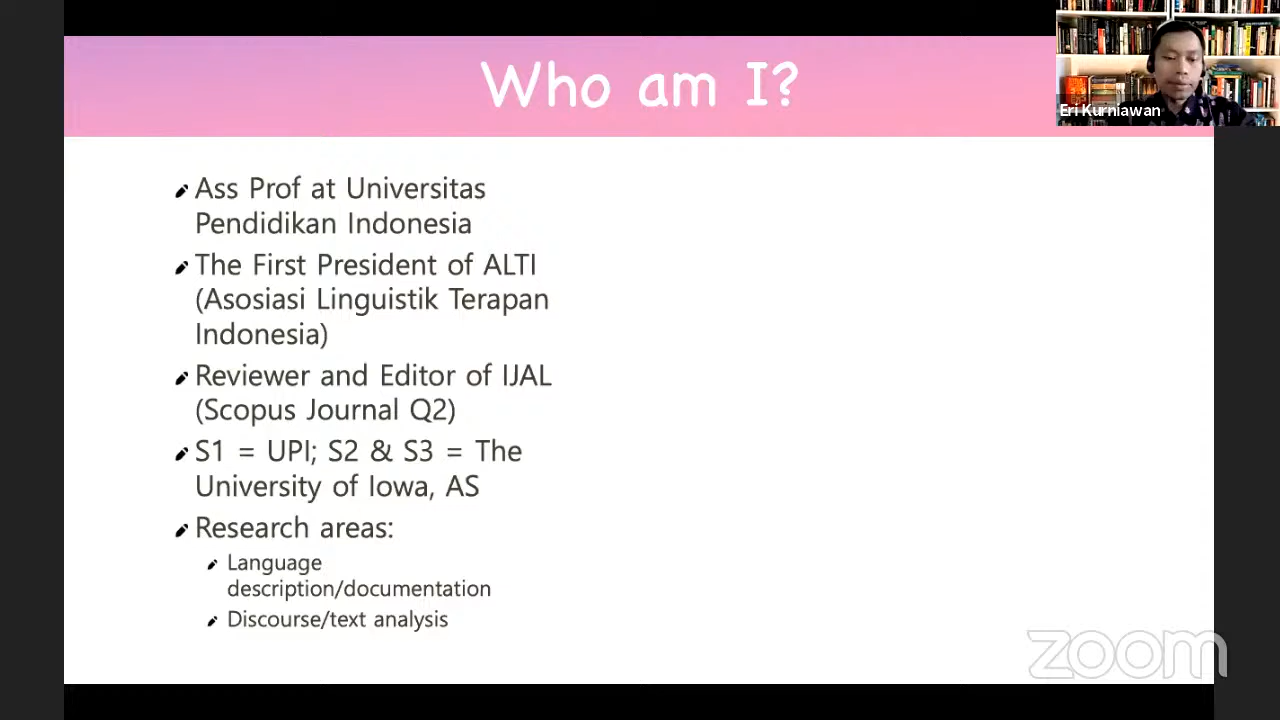 Who am I?
Eri Kurniawan
Ass Prof at Universitas
Pendidikan Indonesia
The First President of ALTI
(Asosiasi Linguistik Terapan
Indonesia)
Reviewer and Editor of IJAL
(Scopus Journal Q2)
S1 = UPI; S2 & S3 = The
University of Iowa, AS
Research areas:
Language
description/documentation
Discourse/text analysis
zoom